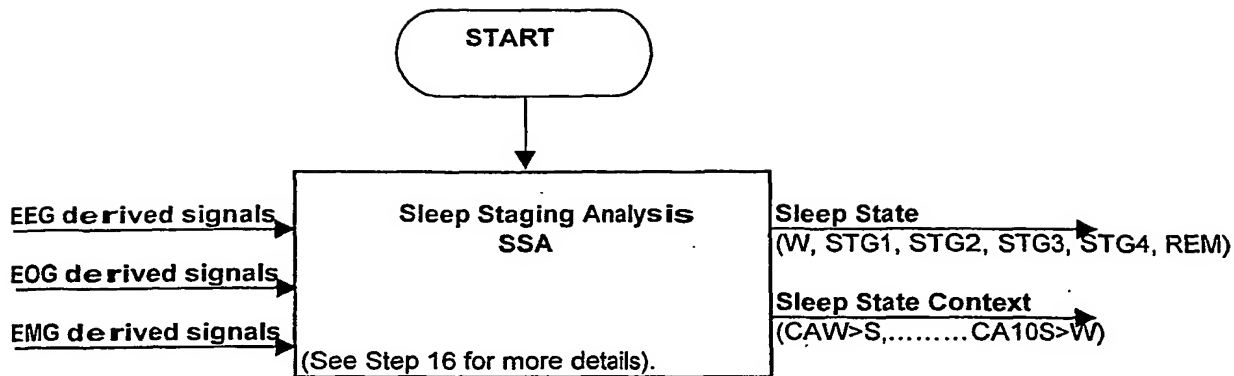 START
EEG derived signals
EOG derived signals
EMG derived signals
Sleep Staging Analysis
SSA
(See Step 16 for more details).
Sleep State
(W, STG1, STG2, STG3, STG4, REM)
Sleep State Context
(CAW>S,.........CA10S>W)